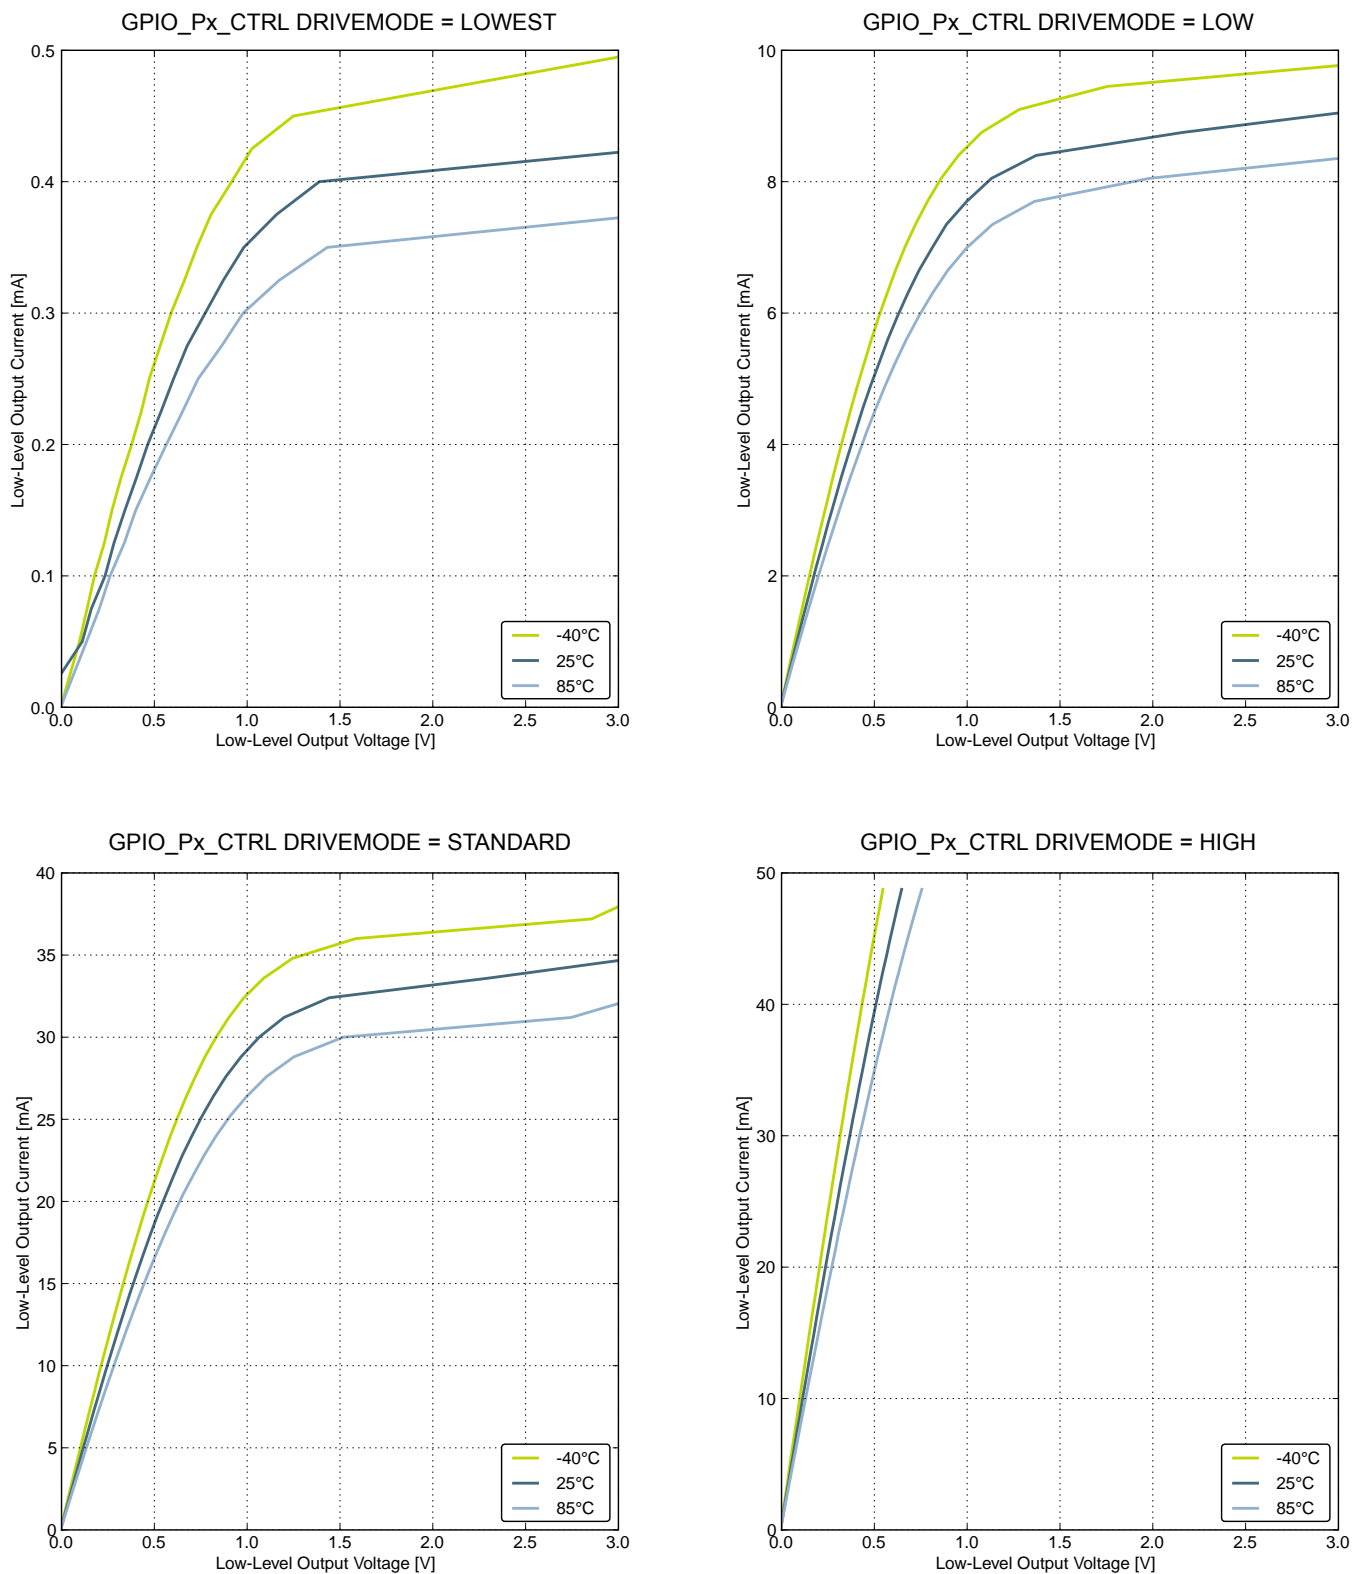 GPIO_Px_CTRL DRIVEMODE = LOWEST
0.5
0.4
0.3
0.2
0.1
0.0
Low-Level Output Current [mA]
-40°C
25°C
85°C
0.0 0.5 1.0 1.5 2.0 2.5 3.0
Low-Level Output Voltage [V]
GPIO_Px_CTRL DRIVEMODE = LOW
10
8
6
4
2
0
Low-Level Output Current [mA]
-40°C
25°C
85°C
0.0 0.5 1.0 1.5 2.0 2.5 3.0
Low-Level Output Voltage [V]
GPIO_Px_CTRL DRIVEMODE = STANDARD
40
35
30
25
20
15
10
5
0
Low-Level Output Current [mA]
-40°C
25°C
85°C
0.0 0.5 1.0 1.5 2.0 2.5 3.0
Low-Level Output Voltage [V]
GPIO_Px_CTRL DRIVEMODE = HIGH
50
40
30
20
10
0
Low-Level Output Current [mA]
-40°C
25°C
85°C
0.0 0.5 1.0 1.5 2.0 2.5 3.0
Low-Level Output Voltage [V]